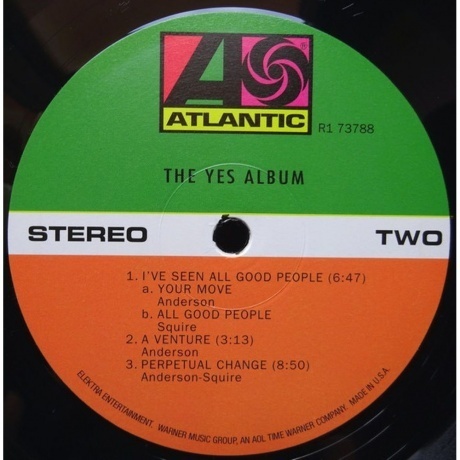 A
ATLANTIC
R1 73788
THE YES ALBUM
STEREO TWO
1. I'VE SEEN ALL GOOD PEOPLE (6:47)
a. YOUR MOVE
Anderson
b. ALL GOOD PEOPLE
Squire
2. A VENTURE (3:13)
Anderson
3. PERPETUAL CHANGE (8:50)
Anderson-Squire
ELEKTRA ENTERTAINMENT. WARNER MUSIC GROUP, AN AOL TIME WARNER COMPANY. MADE IN U.S.A.